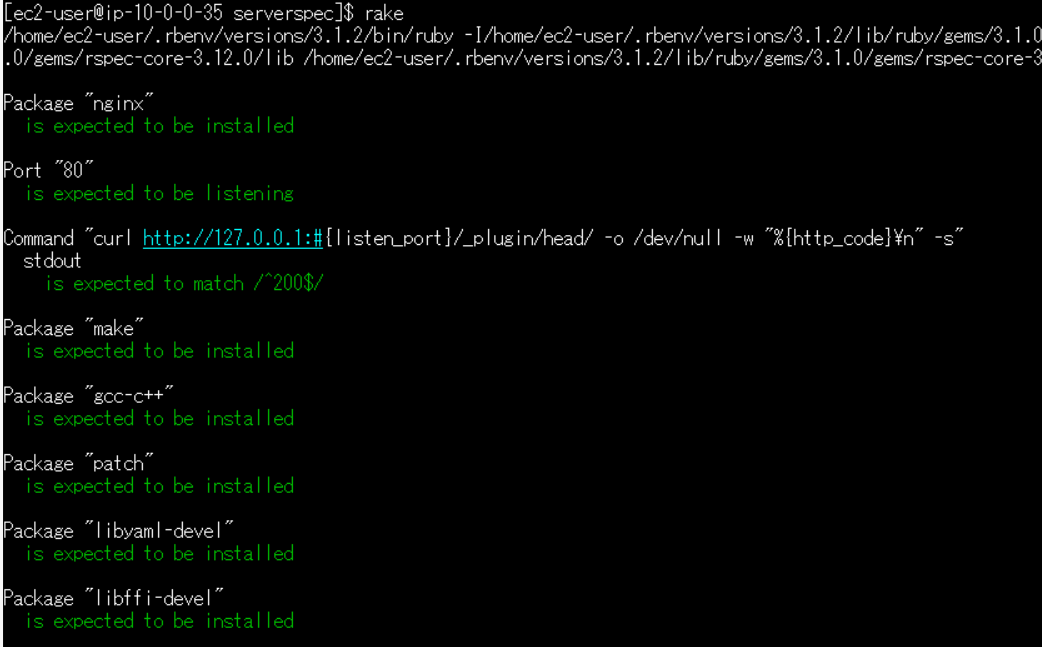 [ec2-user@ip-10-0-0-35 serverspec]$ rake
/home/ec2-user/.rbenv/versions/3.1.2/bin/ruby -I/home/ec2-user/.rbenv/versions/3.1.2/lib/ruby/gems/3.1.0
.0/gems/rspec-core-3.12.0/lib /home/ec2-user/.rbenv/versions/3.1.2/lib/ruby/gems/3.1.0/gems/rspec-core-3
Package "nginx"
is expected to be installed
Port "80"
is expected to be listening
Command "curl http://127.0.0.1:#{listen_port}/_plugin/head/ -o /dev/null -w "%{http_code}¥n" -s"
stdout
is expected to match /^200$/
Package "make"
is expected to be installed
Package "gcc-c++"
is expected to be installed
Package "patch"
is expected to be installed
Package "libyaml-devel"
is expected to be installed
Package "libffi-devel"
is expected to be installed